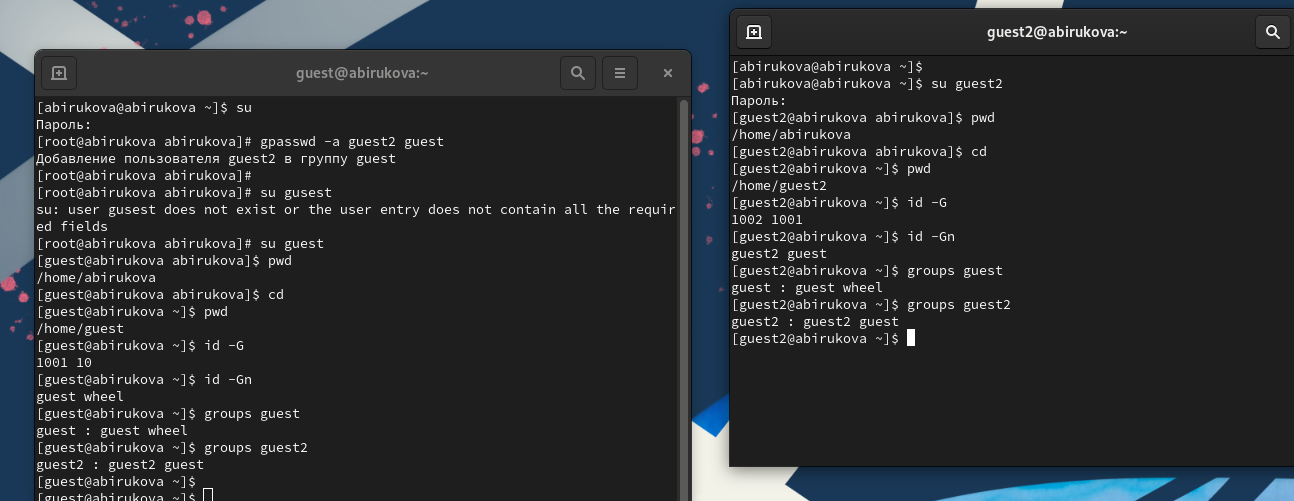 guest@abirukova:~
[abirukova@abirukova ~]$ su
Пароль:
[root@abirukova abirukova]# gpasswd -a guest2 guest
Добавление пользователя guest2 в группу guest
[root@abirukova abirukova]#
[root@abirukova abirukova]# su gusest
su: user gusest does not exist or the user entry does not contain all the requir
ed fields
[root@abirukova abirukova]# su guest
[guest@abirukova abirukova]$ pwd
/home/abirukova
[guest@abirukova abirukova]$ cd
[guest@abirukova ~]$ pwd
/home/guest
[guest@abirukova ~]$ id -G
1001 10
[guest@abirukova ~]$ id -Gn
guest wheel
[guest@abirukova ~]$ groups guest
guest : guest wheel
[guest@abirukova ~]$ groups guest2
guest2 : guest2 guest
[guest@abirukova ~]$
[guest@abirukova ~]$
guest2@abirukova:~
[abirukova@abirukova ~]$
[abirukova@abirukova ~]$ su guest2
Пароль:
[guest2@abirukova abirukova]$ pwd
/home/abirukova
[guest2@abirukova abirukova]$ cd
[guest2@abirukova ~]$ pwd
/home/guest2
[guest2@abirukova ~]$ id -G
1002 1001
[guest2@abirukova ~]$ id -Gn
guest2 guest
[guest2@abirukova ~]$ groups guest
guest : guest wheel
[guest2@abirukova ~]$ groups guest2
guest2 : guest2 guest
[guest2@abirukova ~]$